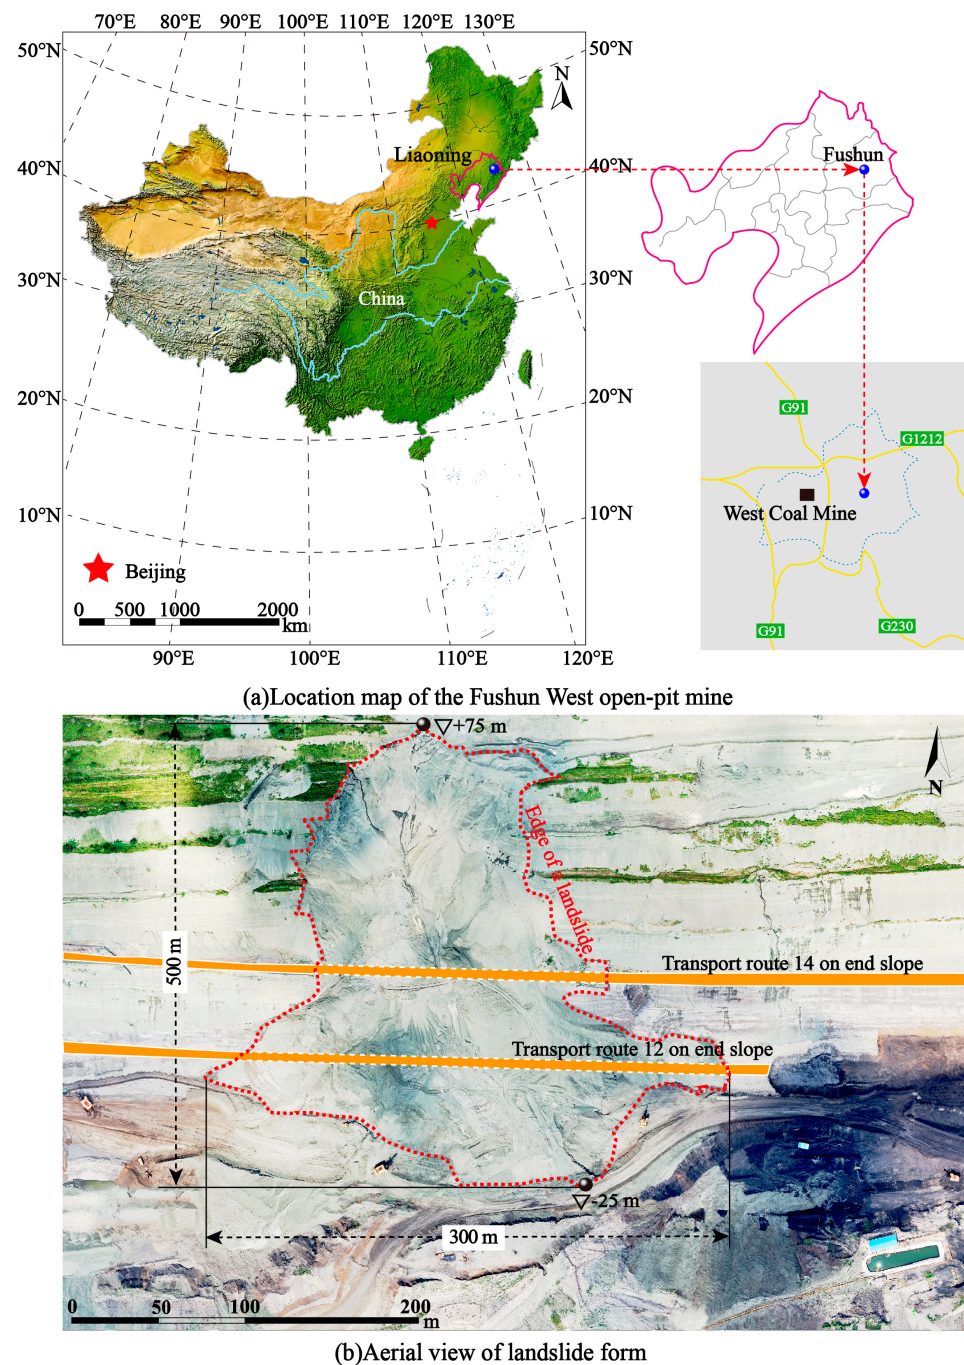 70°E 80°E 90°E 100°E 110°E 120°E 130°E
50°N
50°N
N
40°N
Liaoning
Fushun
40°N
30°N
China
30°N
20°N
20°N
G91
G1212
10°N
West Coal Mine
10°N
Beijing
0 500 1000 2000
km
G91
G230
90°E 100°E 110°E 120°E
(a)Location map of the Fushun West open-pit mine
+75 m
N
Edge of a landslide
500 m
Transport route 14 on end slope
Transport route 12 on end slope
-25 m
300 m
0 50 100 200
m
(b)Aerial view of landslide form